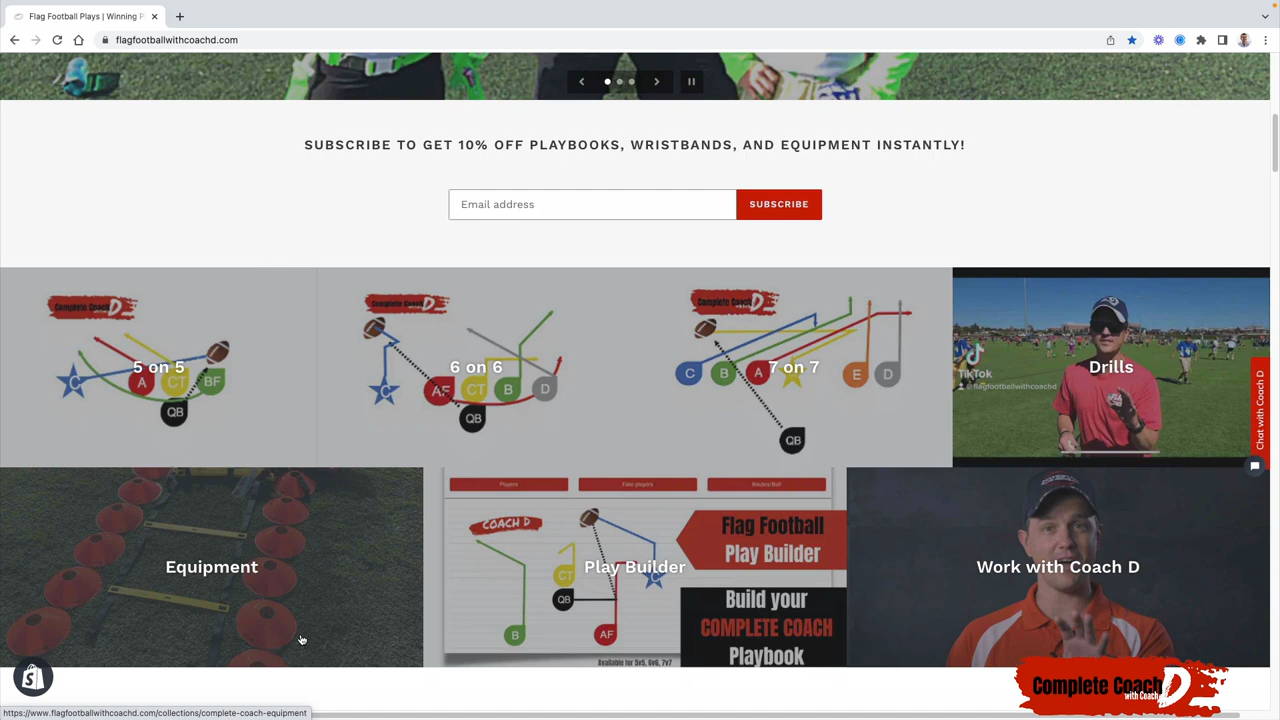 Flag Football Plays | Winning P
flagfootballwithcoachd.com
SUBSCRIBE TO GET 10% OFF PLAYBOOKS, WRISTBANDS, AND EQUIPMENT INSTANTLY!
Email address
SUBSCRIBE
Complete Coach D
C A CT BF
QB
5 on 5
Complete Coach D
C AF CT B D
QB
6 on 6
Complete Coach D
C B A E D
QB
7 on 7
TikTok
@flagfootballwithcoachd
Drills
Chat with Coach D
Equipment
Players
Fake players
Routes/Ball
COACH D
CT
C
QB
B
AF
Flag Football
Play Builder
Build your
COMPLETE COACH
Playbook
Available for 5v5, 6v6, 7v7
Play Builder
Work with Coach D
Complete Coach D
with Coach
https://www.flagfootballwithcoachd.com/collections/complete-coach-equipment